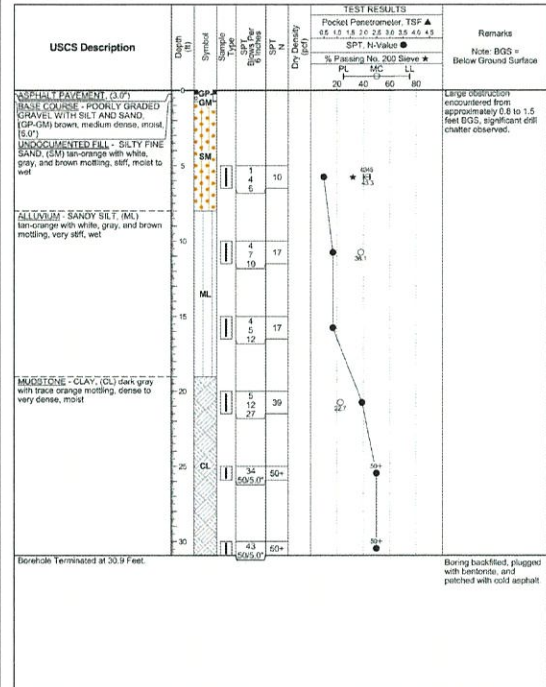 TEST RESULTS
Pocket Penetrometer, TSF ▲
0.5 1.0 1.5 2.0 2.5 3.0 3.5 4.0 4.5
SPT, N-Value ●
% Passing No. 200 Sieve ★
PL MC LL
20 40 60 80
USCS Description
Depth (ft)
Symbol
Sample Type
SPT Blows Per 6 Inches
SPT N
Dry Density (pcf)
Remarks
Note: BGS =
Below Ground Surface
ASPHALT PAVEMENT, (3.0")
BASE COURSE - POORLY GRADED
GRAVEL WITH SILT AND SAND,
(GP-GM) brown, medium dense, moist,
(5.0")
UNDOCUMENTED FILL - SILTY FINE
SAND, (SM) tan-orange with white,
gray, and brown mottling, stiff, moist to
wet
ALLUVIUM - SANDY SILT, (ML)
tan-orange with white, gray, and brown
mottling, very stiff, wet
MUDSTONE - CLAY, (CL) dark gray
with trace orange mottling, dense to
very dense, moist
Borehole Terminated at 30.9 Feet.
0
5
10
15
20
25
30
GP-
GM
SM
ML
CL
1
4
6
10
4
7
10
17
4
5
12
17
5
12
27
39
34
50/5.0"
50+
43
50/5.0"
50+
43.3
38.1
22.7
50+
50+
Large obstruction
encountered from
approximately 0.8 to 1.5
feet BGS, significant drill
chatter observed.
Boring backfilled, plugged
with bentonite, and
patched with cold asphalt